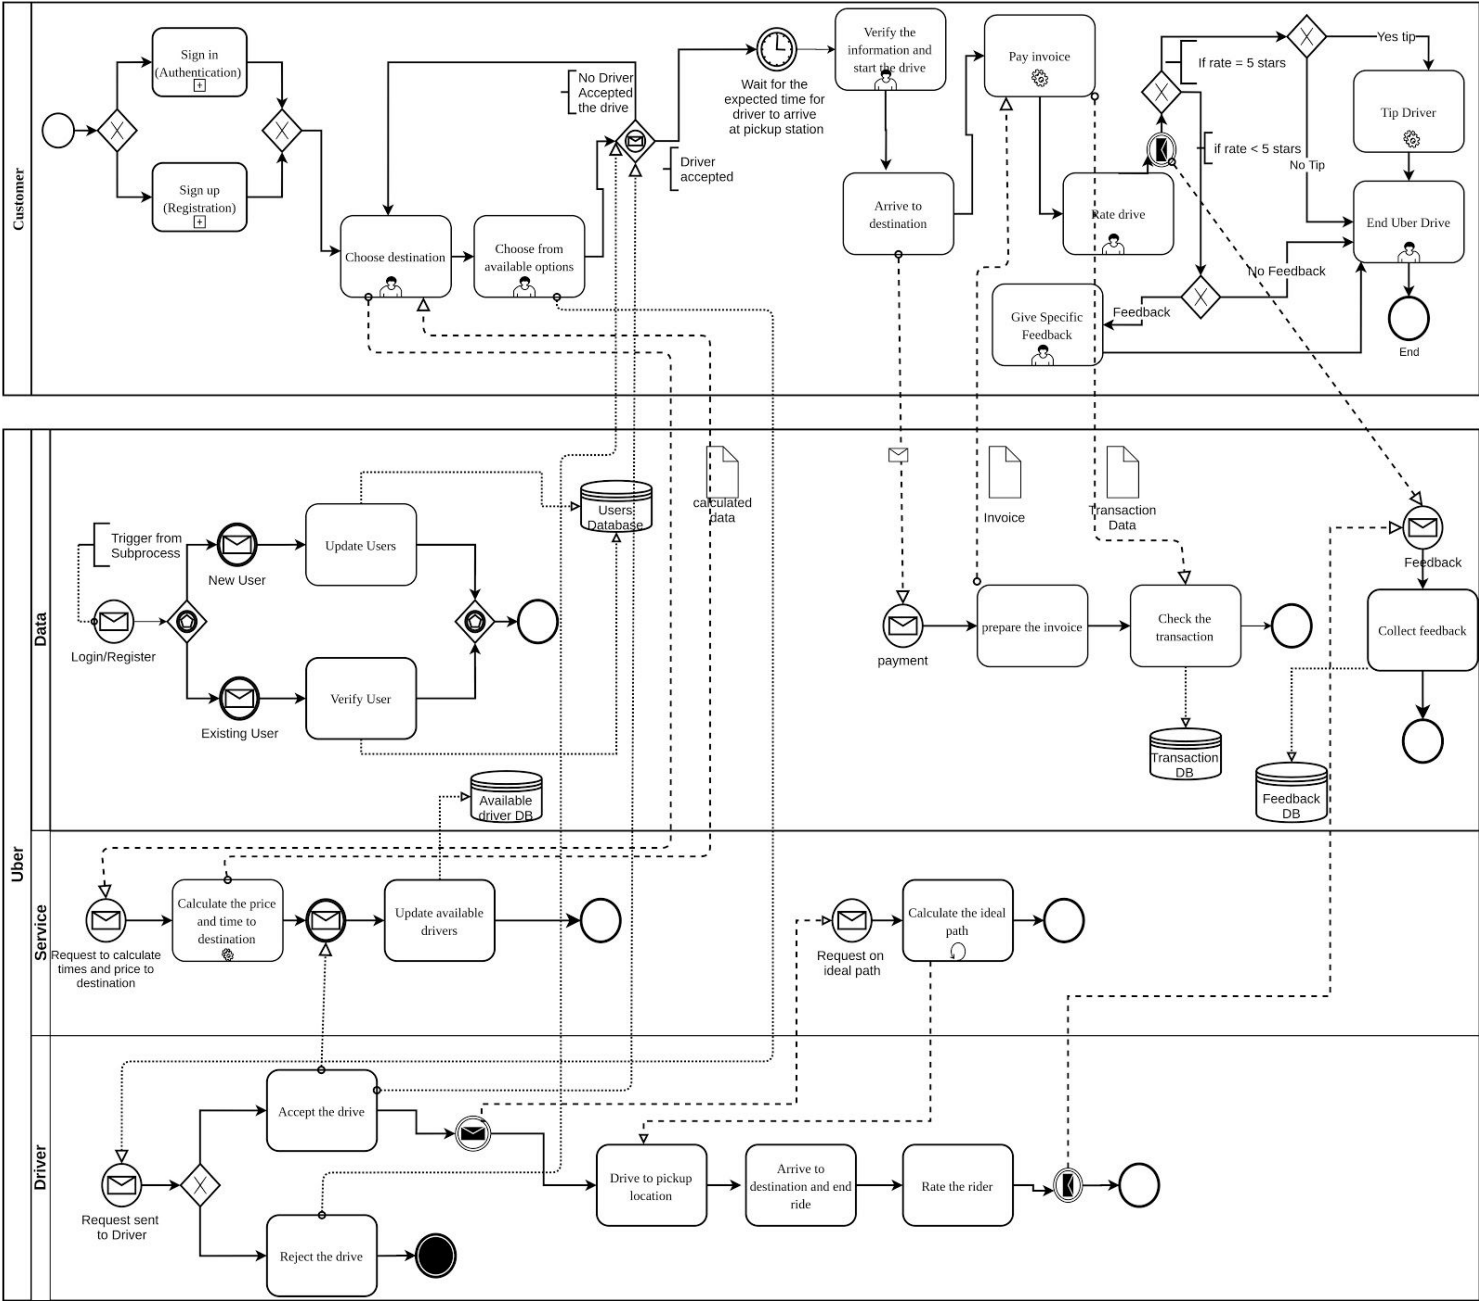 Customer
Sign in
(Authentication)
Sign up
(Registration)
Choose destination
Choose from
available options
No Driver
Accepted
the drive
Driver
accepted
Wait for the
expected time for
driver to arrive
at pickup station
Verify the
information and
start the drive
Arrive to
destination
Pay invoice
Rate drive
If rate = 5 stars
if rate < 5 stars
Yes tip
No Tip
Tip Driver
End Uber Drive
End
No Feedback
Feedback
Give Specific
Feedback
Uber
Data
Trigger from
Subprocess
Login/Register
New User
Existing User
Update Users
Verify User
Users
Database
calculated
data
Available
driver DB
payment
Invoice
prepare the invoice
Transaction
Data
Check the
transaction
Transaction
DB
Feedback
Collect feedback
Feedback
DB
Service
Request to calculate
times and price to
destination
Calculate the price
and time to
destination
Update available
drivers
Request on
ideal path
Calculate the ideal
path
Driver
Request sent
to Driver
Accept the drive
Reject the drive
Drive to pickup
location
Arrive to
destination and end
ride
Rate the rider